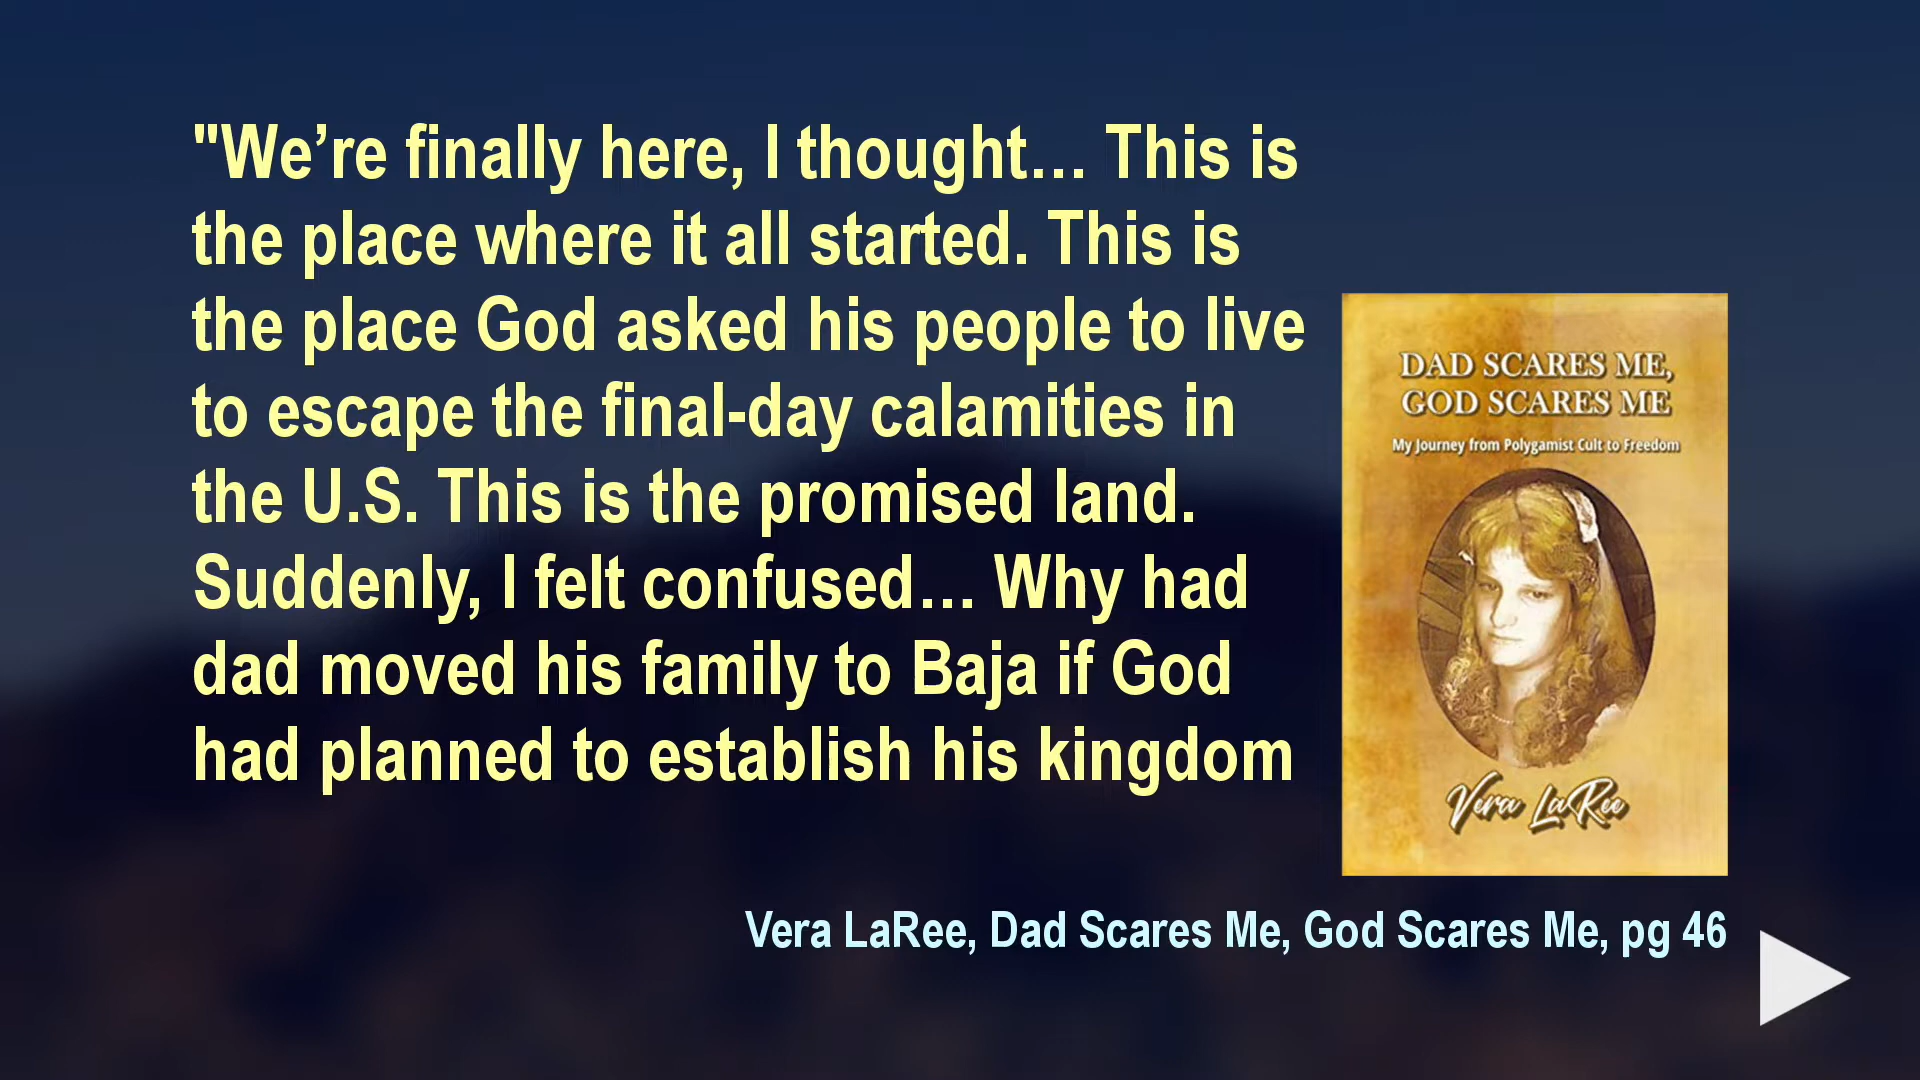 "We’re finally here, I thought… This is
the place where it all started. This is
the place God asked his people to live
to escape the final-day calamities in
the U.S. This is the promised land.
Suddenly, I felt confused… Why had
dad moved his family to Baja if God
had planned to establish his kingdom
DAD SCARES ME,
GOD SCARES ME
My Journey from Polygamist Cult to Freedom
Vera LaRee
Vera LaRee, Dad Scares Me, God Scares Me, pg 46